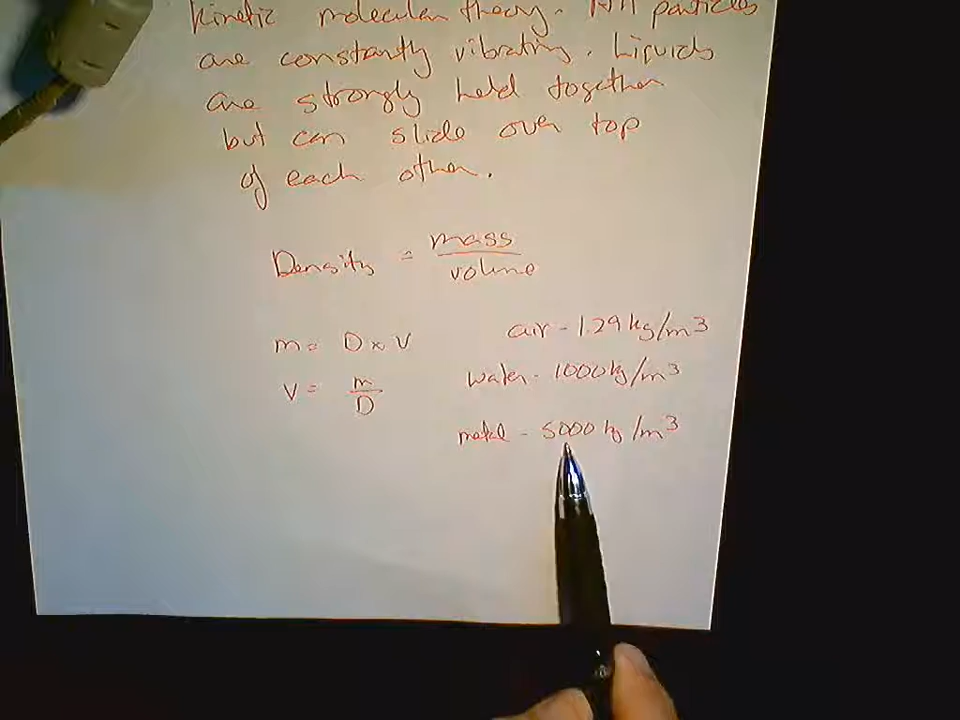 kinetic molecular theory. All particles
are constantly vibrating. Liquids
are strongly held together
but can slide over top
of each other.
Density = mass / volume
m = D x V
V = m / D
air - 1.29 kg/m3
water - 1000 kg/m3
metal - 5000 kg/m3